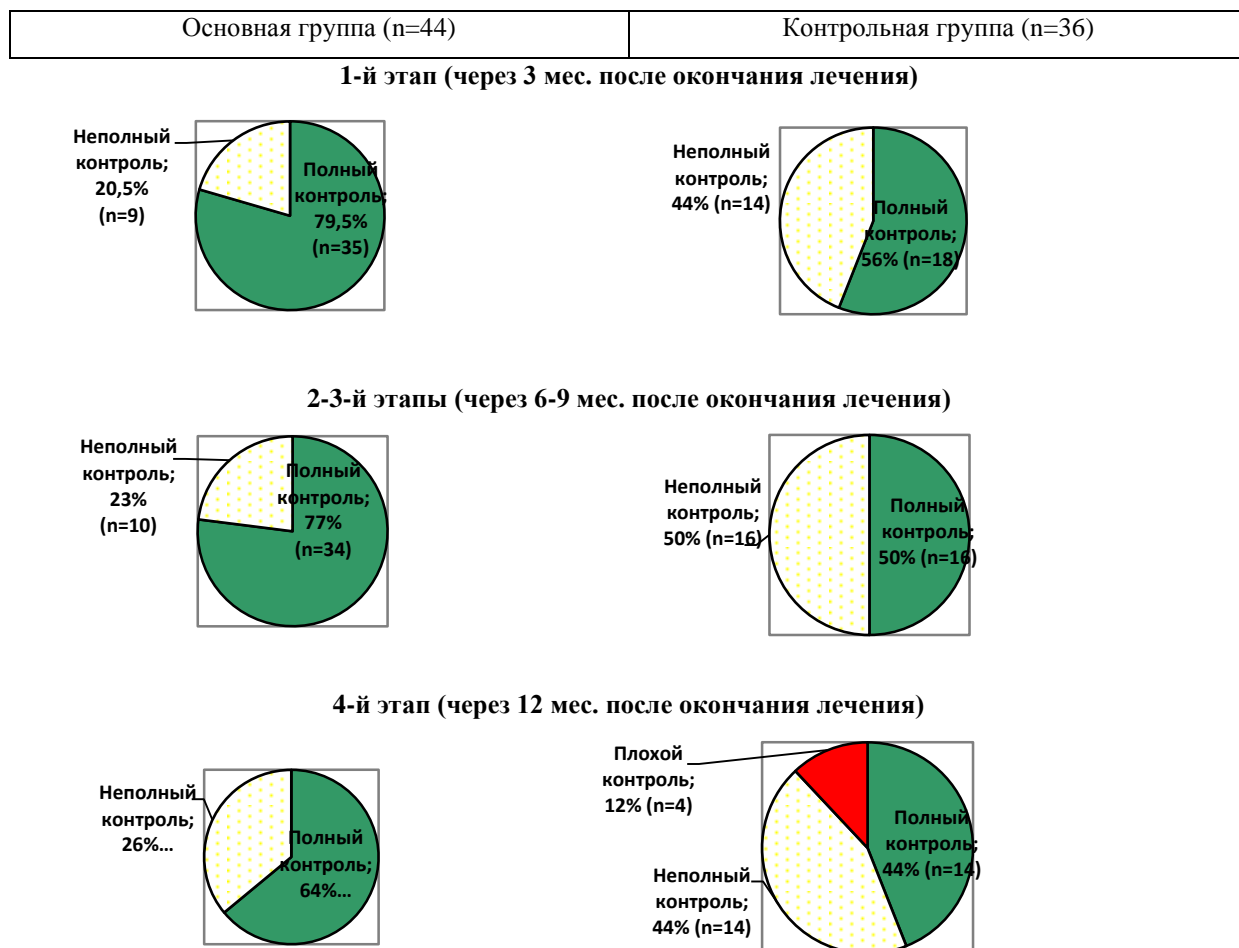 Основная группа (n=44)
Контрольная группа (n=36)
1-й этап (через 3 мес. после окончания лечения)
Неполный
контроль;
20,5%
(n=9)
Полный
контроль;
79,5%
(n=35)
Неполный
контроль;
44% (n=14)
Полный
контроль;
56% (n=18)
2-3-й этапы (через 6-9 мес. после окончания лечения)
Неполный
контроль;
23%
(n=10)
Полный
контроль;
77%
(n=34)
Неполный
контроль;
50% (n=16)
Полный
контроль;
50% (n=16)
4-й этап (через 12 мес. после окончания лечения)
Неполный
контроль;
26%...
Полный
контроль;
64%...
Плохой
контроль;
12% (n=4)
Полный
контроль;
44% (n=14)
Неполный
контроль;
44% (n=14)